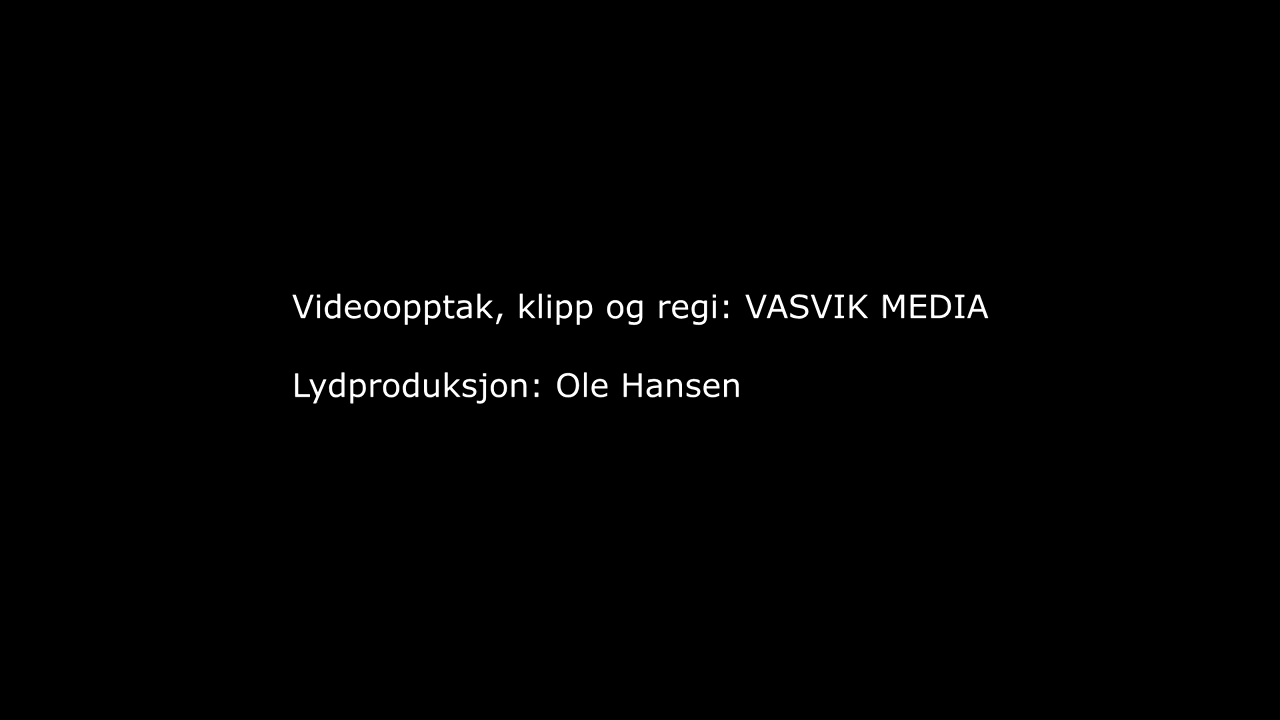 Videoopptak, klipp og regi: VASVIK MEDIA
Lydproduksjon: Ole Hansen